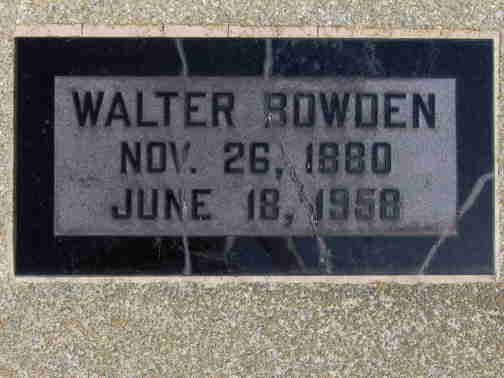 WALTER BOWDEN
NOV. 26, 1880
JUNE 18, 1958